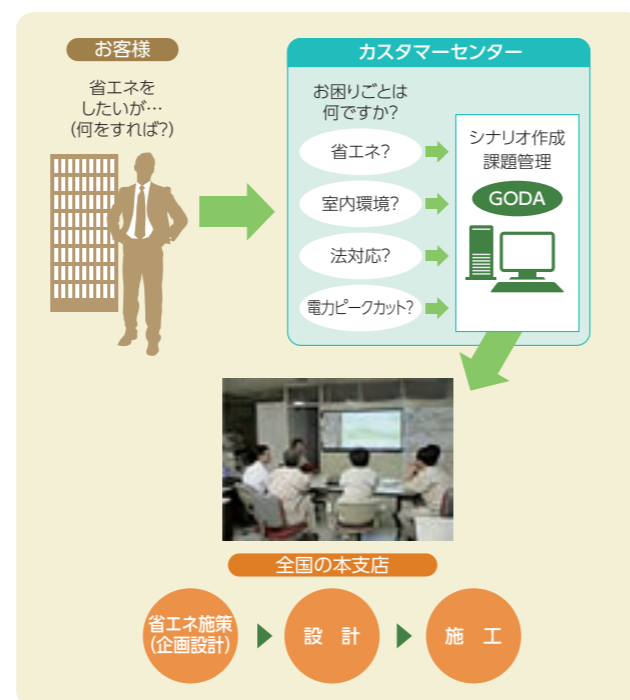 お客様
省エネを
したいが…
(何をすれば?)
カスタマーセンター
お困りごとは
何ですか?
省エネ?
室内環境?
法対応?
電力ピークカット?
シナリオ作成
課題管理
GODA
全国の本支店
省エネ施策
(企画設計)
設 計
施 工